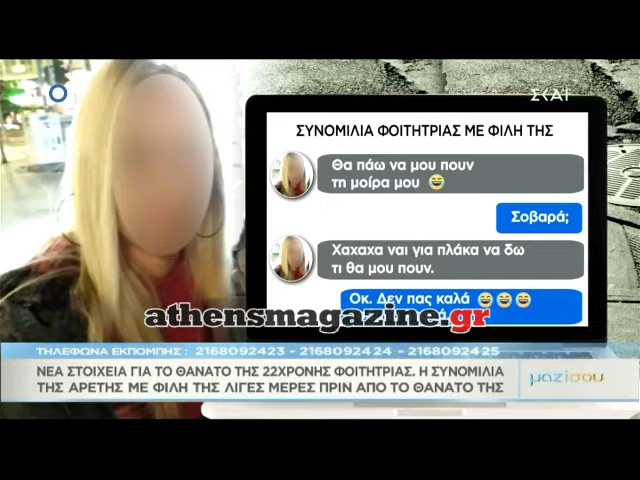 ΣΚΑΪ
ΣΥΝΟΜΙΛΙΑ ΦΟΙΤΗΤΡΙΑΣ ΜΕ ΦΙΛΗ ΤΗΣ
Θα πάω να μου πουν
τη μοίρα μου 😅
Σοβαρά;
Χαχαχα ναι για πλάκα να δω
τι θα μου πουν.
Οκ. Δεν πας καλά 😄😄😄
athensmagazine.gr
ΤΗΛΕΦΩΝΑ ΕΚΠΟΜΠΗΣ : 2168092423 - 2168092424 - 2168092425
ΝΕΑ ΣΤΟΙΧΕΙΑ ΓΙΑ ΤΟ ΘΑΝΑΤΟ ΤΗΣ 22ΧΡΟΝΗΣ ΦΟΙΤΗΤΡΙΑΣ. Η ΣΥΝΟΜΙΛΙΑ
ΤΗΣ ΑΡΕΤΗΣ ΜΕ ΦΙΛΗ ΤΗΣ ΛΙΓΕΣ ΜΕΡΕΣ ΠΡΙΝ ΑΠΟ ΤΟ ΘΑΝΑΤΟ ΤΗΣ
μαζίσου